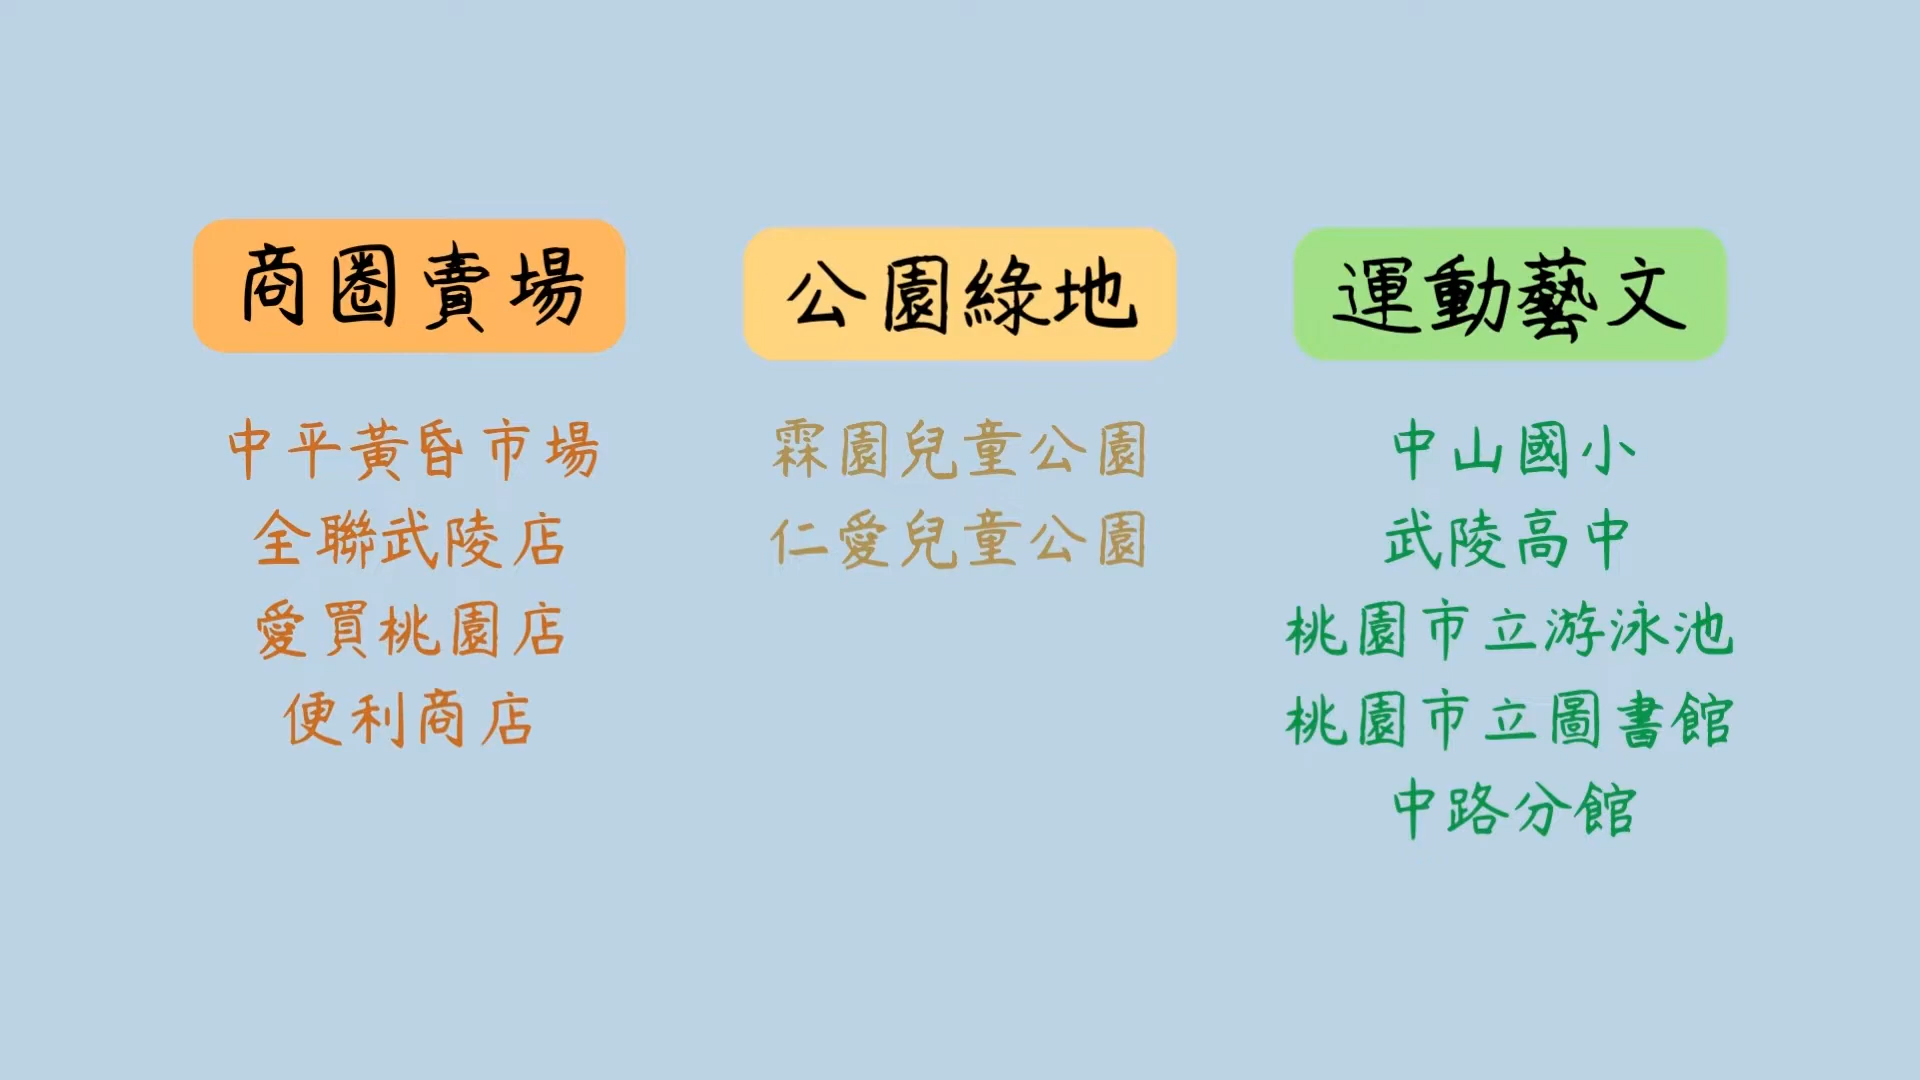 商圈賣場
中平黃昏市場
全聯武陵店
愛買桃園店
便利商店
公園綠地
霖園兒童公園
仁愛兒童公園
運動藝文
中山國小
武陵高中
桃園市立游泳池
桃園市立圖書館
中路分館